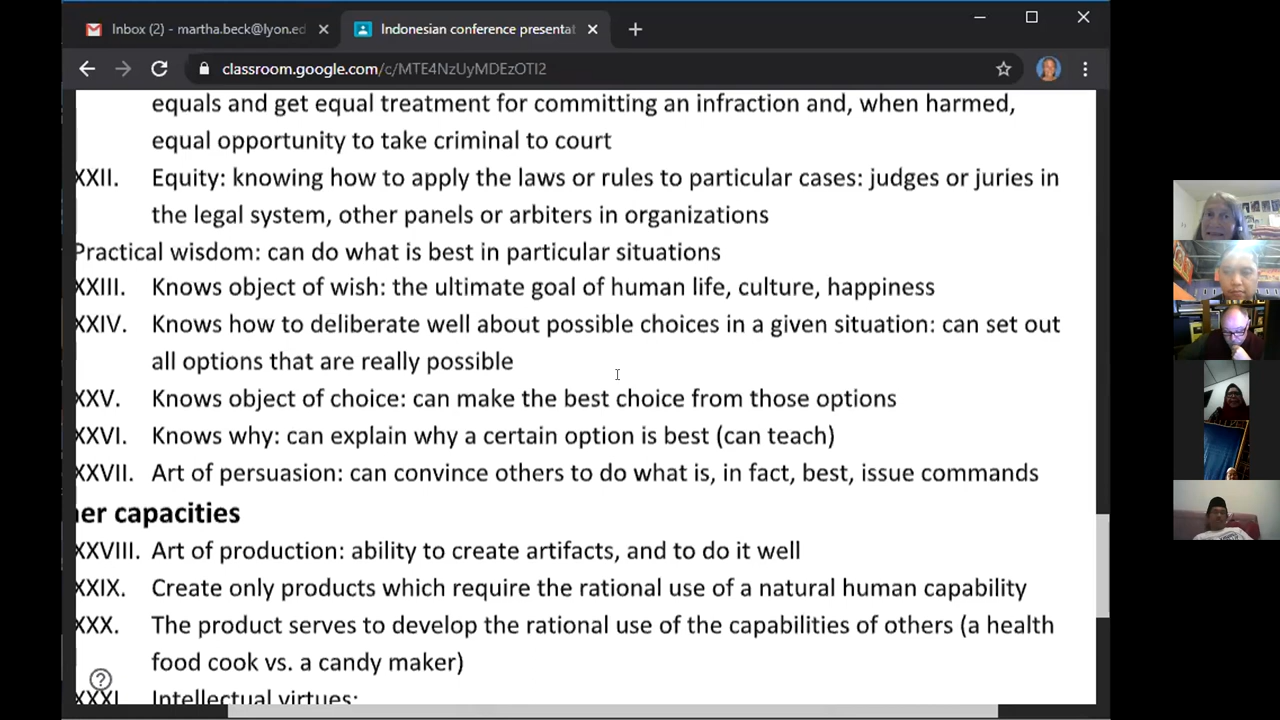 Inbox (2) - martha.beck@lyon.ed
Indonesian conference presentat
classroom.google.com/c/MTE4NzUyMDEzOTI2
equals and get equal treatment for committing an infraction and, when harmed,
equal opportunity to take criminal to court
XXII. Equity: knowing how to apply the laws or rules to particular cases: judges or juries in
the legal system, other panels or arbiters in organizations
Practical wisdom: can do what is best in particular situations
XXIII. Knows object of wish: the ultimate goal of human life, culture, happiness
XXIV. Knows how to deliberate well about possible choices in a given situation: can set out
all options that are really possible
XXV. Knows object of choice: can make the best choice from those options
XXVI. Knows why: can explain why a certain option is best (can teach)
XXVII. Art of persuasion: can convince others to do what is, in fact, best, issue commands
her capacities
XXVIII. Art of production: ability to create artifacts, and to do it well
XXIX. Create only products which require the rational use of a natural human capability
XXX. The product serves to develop the rational use of the capabilities of others (a health
food cook vs. a candy maker)
XXXI Intellectual virtues: